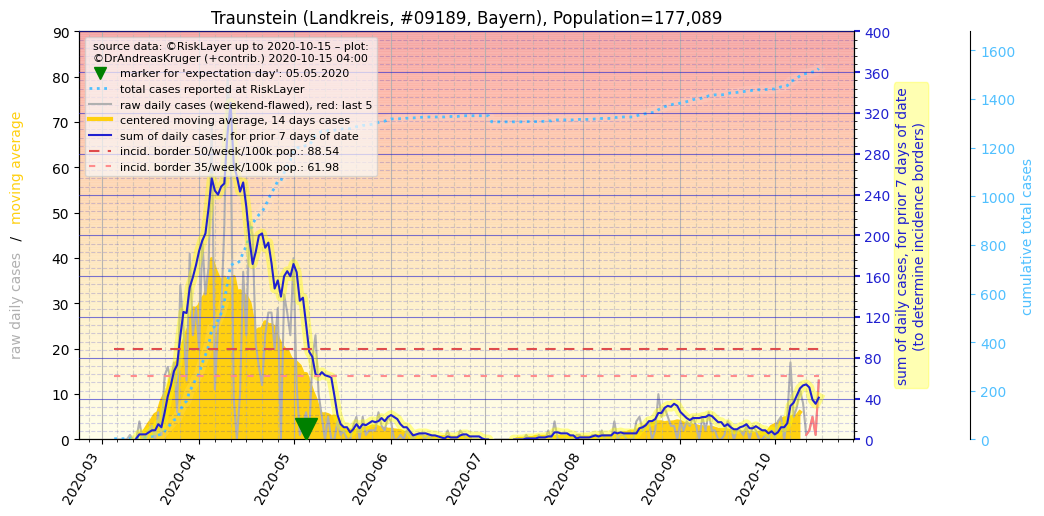 Traunstein (Landkreis, #09189, Bayern), Population=177,089
source data: ©RiskLayer up to 2020-10-15 – plot:
©DrAndreasKruger (+contrib.) 2020-10-15 04:00
marker for 'expectation day': 05.05.2020
total cases reported at RiskLayer
raw daily cases (weekend-flawed), red: last 5
centered moving average, 14 days cases
sum of daily cases, for prior 7 days of date
incid. border 50/week/100k pop.: 88.54
incid. border 35/week/100k pop.: 61.98
raw daily cases / moving average
90
80
70
60
50
40
30
20
10
0
2020-03
2020-04
2020-05
2020-06
2020-07
2020-08
2020-09
2020-10
400
360
320
280
240
200
160
120
80
40
0
sum of daily cases, for prior 7 days of date
(to determine incidence borders)
1600
1400
1200
1000
800
600
400
200
0
cumulative total cases